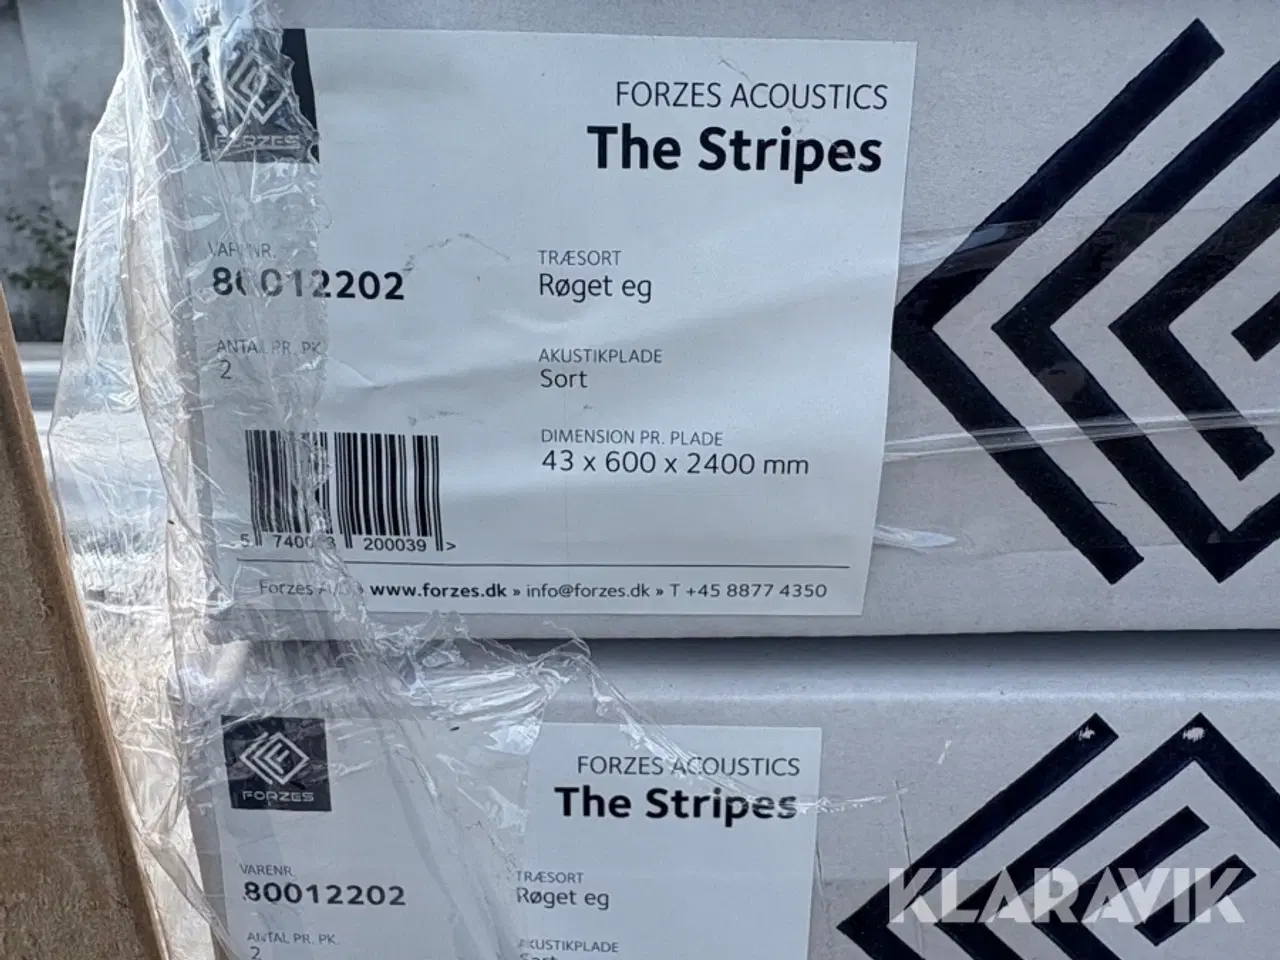 FORZES
FORZES ACOUSTICS
The Stripes
VARENR.
80012202
TRÆSORT
Røget eg
ANTAL PR. PK.
2
AKUSTIKPLADE
Sort
DIMENSION PR. PLADE
43 x 600 x 2400 mm
200039 >
Forzes www.forzes.dk » info@forzes.dk » T +45 8877 4350
FORZES
FORZES ACOUSTICS
The Stripes
VARENR.
80012202
TRÆSORT
Røget eg
ANTAL PR. PK.
2
AKUSTIKPLADE
Sort
KLARAVIK